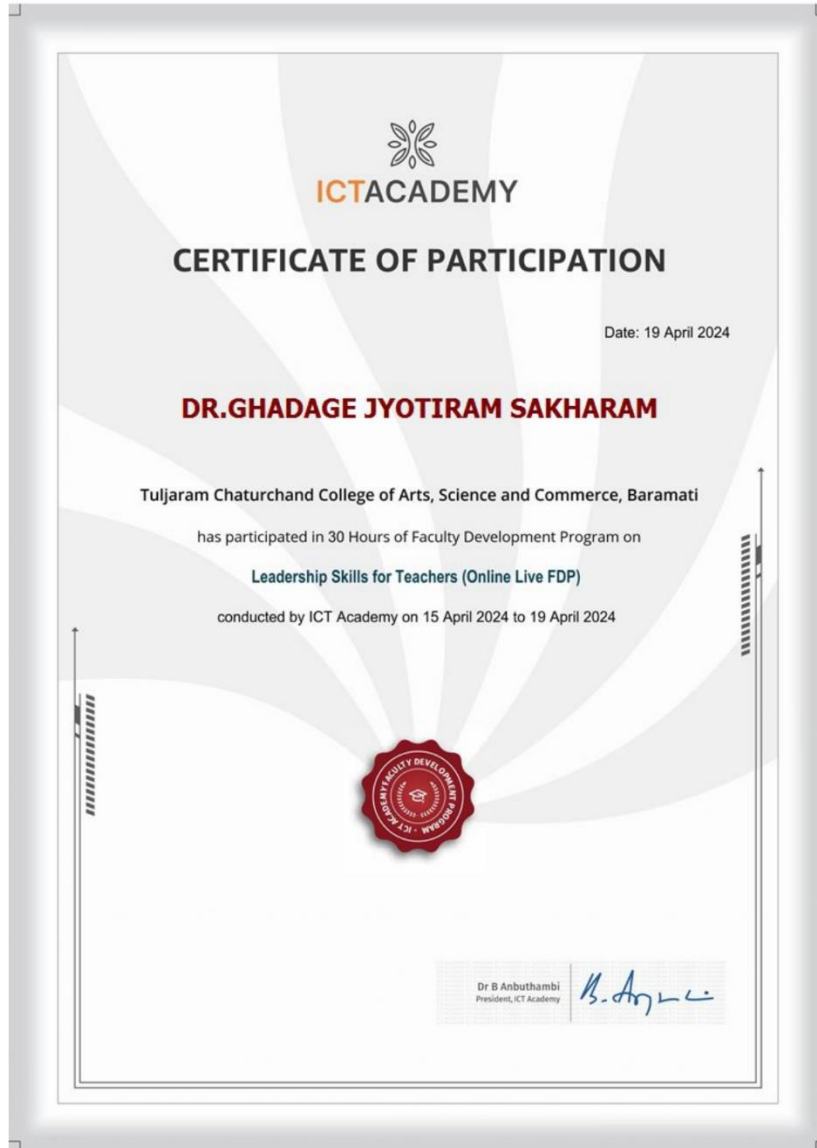 ICTACADEMY
CERTIFICATE OF PARTICIPATION
Date: 19 April 2024
DR.GHADAGE JYOTIRAM SAKHARAM
Tuljaram Chaturchand College of Arts, Science and Commerce, Baramati
has participated in 30 Hours of Faculty Development Program on
Leadership Skills for Teachers (Online Live FDP)
conducted by ICT Academy on 15 April 2024 to 19 April 2024
FACULTY DEVELOPMENT PROGRAM · ICT ACADEMY
Dr B Anbuthambi
President, ICT Academy